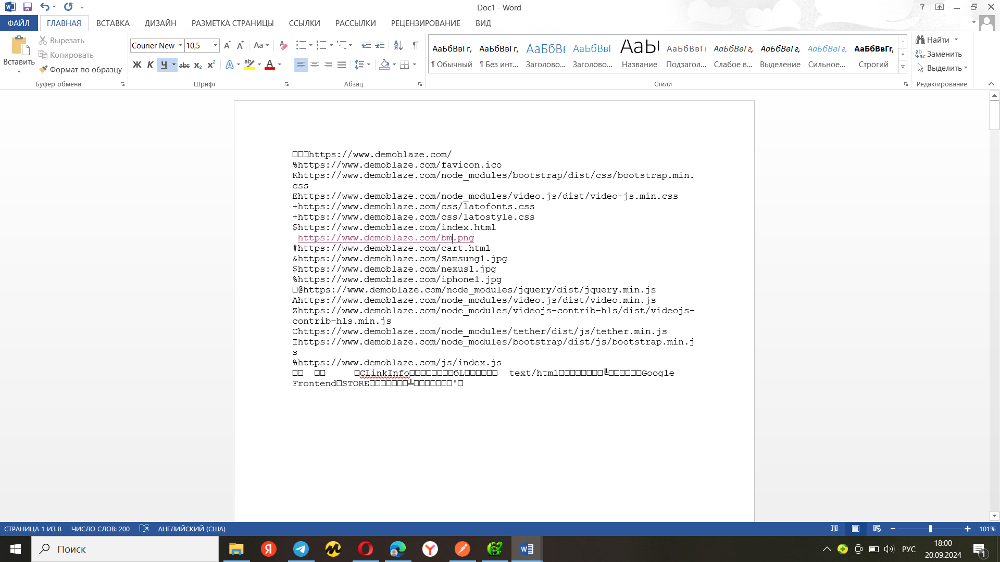 Doc1 - Word
ФАЙЛ ГЛАВНАЯ ВСТАВКА ДИЗАЙН РАЗМЕТКА СТРАНИЦЫ ССЫЛКИ РАССЫЛКИ РЕЦЕНЗИРОВАНИЕ ВИД
Вставить
Вырезать
Копировать
Формат по образцу
Буфер обмена
Courier New 10,5
Ж К Ч abc x₂ x²
Шрифт
Абзац
АаБбВвГг, АаБбВвГг, АаБбВв АаБбВвГ АаБб АаБбВвГг АаБбВвГг, АаБбВвГг, АаБбВвГг, АаБбВвГг,
¶ Обычный ¶ Без инт... Заголово... Заголово... Название Подзагол... Слабое в... Выделение Сильное... Строгий
Стили
Найти
Заменить
Выделить
Редактирование
□□□https://www.demoblaze.com/
%https://www.demoblaze.com/favicon.ico
Khttps://www.demoblaze.com/node_modules/bootstrap/dist/css/bootstrap.min.
css
Ehttps://www.demoblaze.com/node_modules/video.js/dist/video-js.min.css
+https://www.demoblaze.com/css/latofonts.css
+https://www.demoblaze.com/css/latostyle.css
$https://www.demoblaze.com/index.html
https://www.demoblaze.com/bm.png
#https://www.demoblaze.com/cart.html
&https://www.demoblaze.com/Samsung1.jpg
$https://www.demoblaze.com/nexus1.jpg
%https://www.demoblaze.com/iphone1.jpg
□@https://www.demoblaze.com/node_modules/jquery/dist/jquery.min.js
Ahttps://www.demoblaze.com/node_modules/video.js/dist/video.min.js
Zhttps://www.demoblaze.com/node_modules/videojs-contrib-hls/dist/videojs-
contrib-hls.min.js
Chttps://www.demoblaze.com/node_modules/tether/dist/js/tether.min.js
Ihttps://www.demoblaze.com/node_modules/bootstrap/dist/js/bootstrap.min.j
s
%https://www.demoblaze.com/js/index.js
□□ □□ □CLinkInfo□□□□□□□□бL□□□□□□ text/html□□□□□□□□╚□□□□□□Google
Frontend□STORE□□□□□□□╧□□□□□□□'□
СТРАНИЦА 1 ИЗ 8 ЧИСЛО СЛОВ: 200 АНГЛИЙСКИЙ (США) 101%
Поиск
РУС
18:00
20.09.2024
1